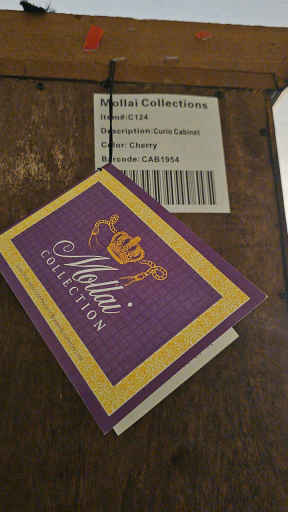 Mollai Collections
Item#:C124
Description:Curio Cabinet
Color: Cherry
Barcode: CAB1954
Mollai
COLLECTION